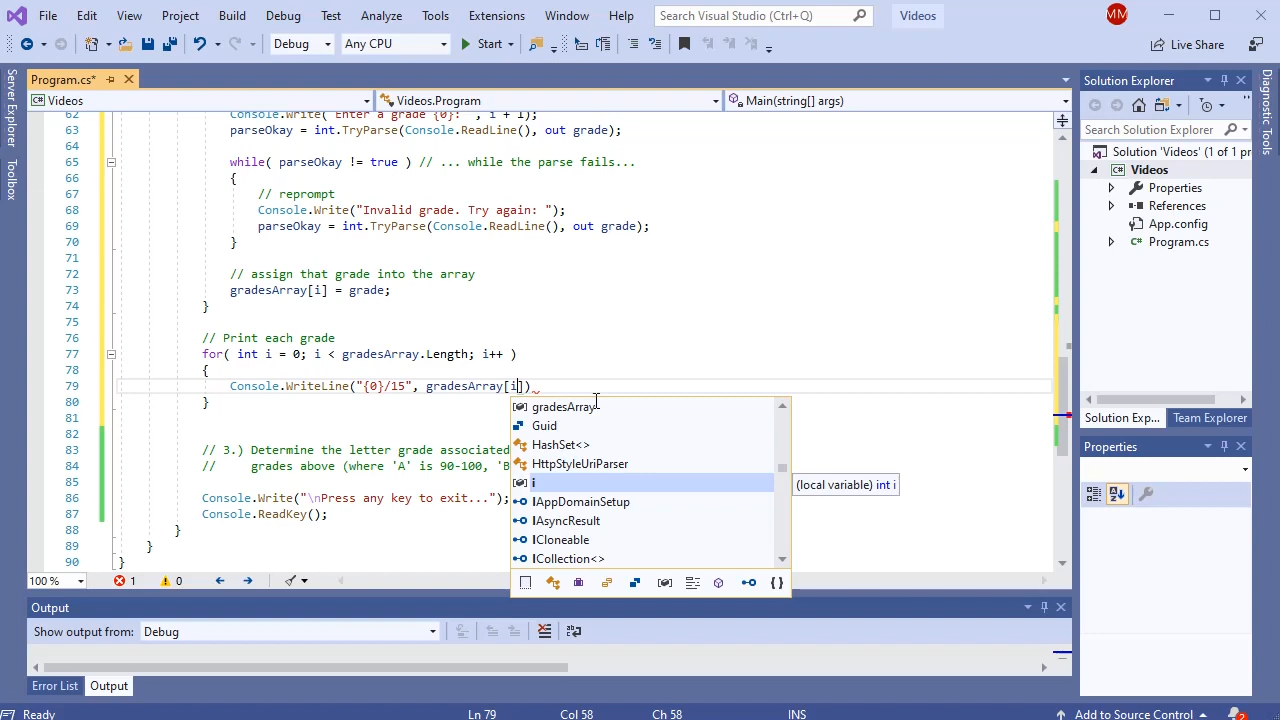 File Edit View Project Build Debug Test Analyze Tools Extensions Window Help Search Visual Studio (Ctrl+Q) Videos MM
Debug Any CPU Start Live Share
Server Explorer
Toolbox
Program.cs*
Videos Videos.Program Main(string[] args)
62 Console.Write("Enter a grade {0}: ", i + 1);
63 parseOkay = int.TryParse(Console.ReadLine(), out grade);
64
65 while( parseOkay != true ) // ... while the parse fails...
66 {
67 // reprompt
68 Console.Write("Invalid grade. Try again: ");
69 parseOkay = int.TryParse(Console.ReadLine(), out grade);
70 }
71
72 // assign that grade into the array
73 gradesArray[i] = grade;
74 }
75
76 // Print each grade
77 for( int i = 0; i < gradesArray.Length; i++ )
78 {
79 Console.WriteLine("{0}/15", gradesArray[i])
80 }
81
82
83 // 3.) Determine the letter grade associated
84 // grades above (where 'A' is 90-100, 'B
85
86 Console.Write("\nPress any key to exit...");
87 Console.ReadKey();
88 }
89 }
90 }
gradesArray
Guid
HashSet<>
HttpStyleUriParser
i
IAppDomainSetup
IAsyncResult
ICloneable
ICollection<>
{ }
(local variable) int i
100 % 1 0
Output
Show output from: Debug
Error List Output
Ready Ln 79 Col 58 Ch 58 INS Add to Source Control 2
Solution Explorer
Search Solution Explorer
Solution 'Videos' (1 of 1 pr
Videos
Properties
References
App.config
Program.cs
Solution Exp... Team Explorer
Properties
Diagnostic Tools